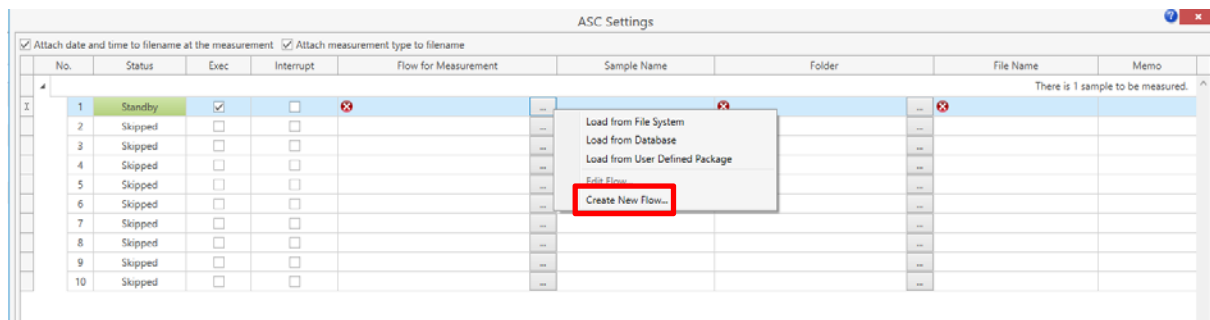 ASC Settings
Attach date and time to filename at the measurement Attach measurement type to filename
No. Status Exec Interrupt Flow for Measurement Sample Name Folder File Name Memo
There is 1 sample to be measured.
1 Standby ...
Load from File System
2 Skipped ...
Load from Database
3 Skipped ...
Load from User Defined Package
4 Skipped ...
Edit Flow...
5 Skipped ...
Create New Flow...
6 Skipped ...
7 Skipped ...
8 Skipped ...
9 Skipped ...
10 Skipped ...